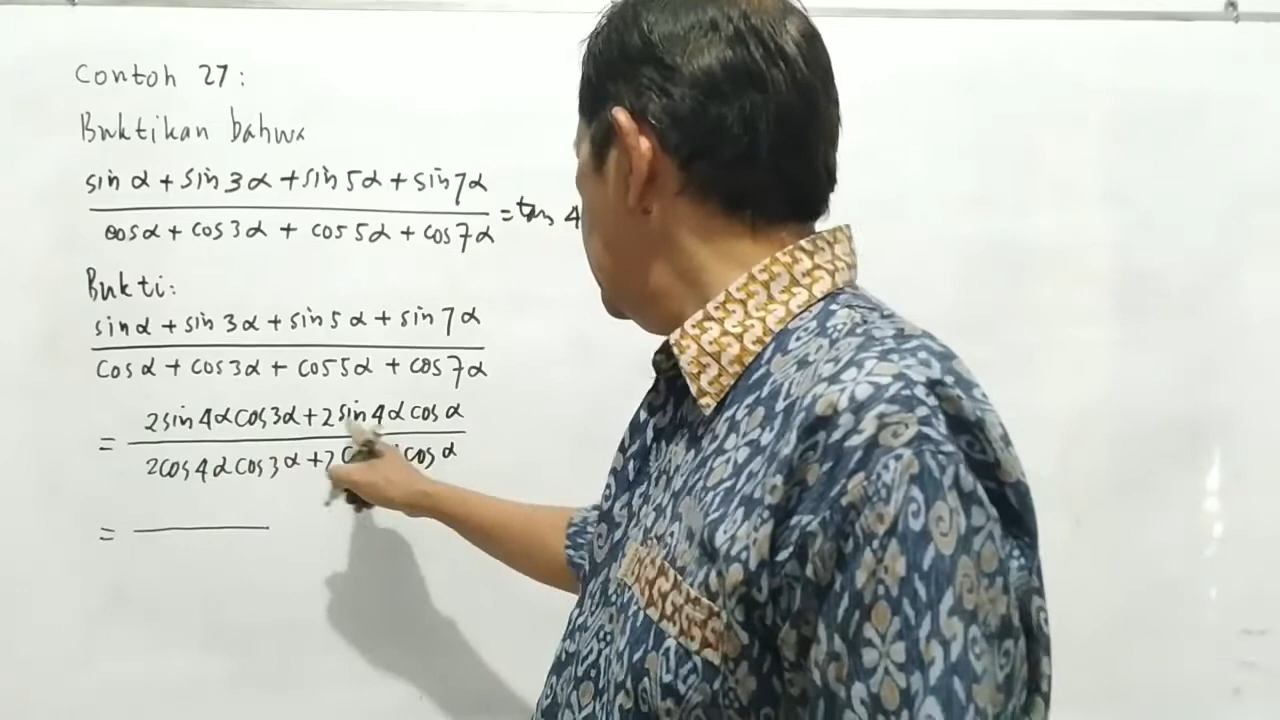 Contoh 27:
Buktikan bahwa
sin α + sin 3α + sin 5α + sin 7α
cos α + cos 3α + cos 5α + cos 7α
= tan 4
Bukti:
sin α + sin 3α + sin 5α + sin 7α
cos α + cos 3α + cos 5α + cos 7α
2 sin 4α cos 3α + 2 sin 4α cos α
=
2 cos 4α cos 3α + 2 cos α
=